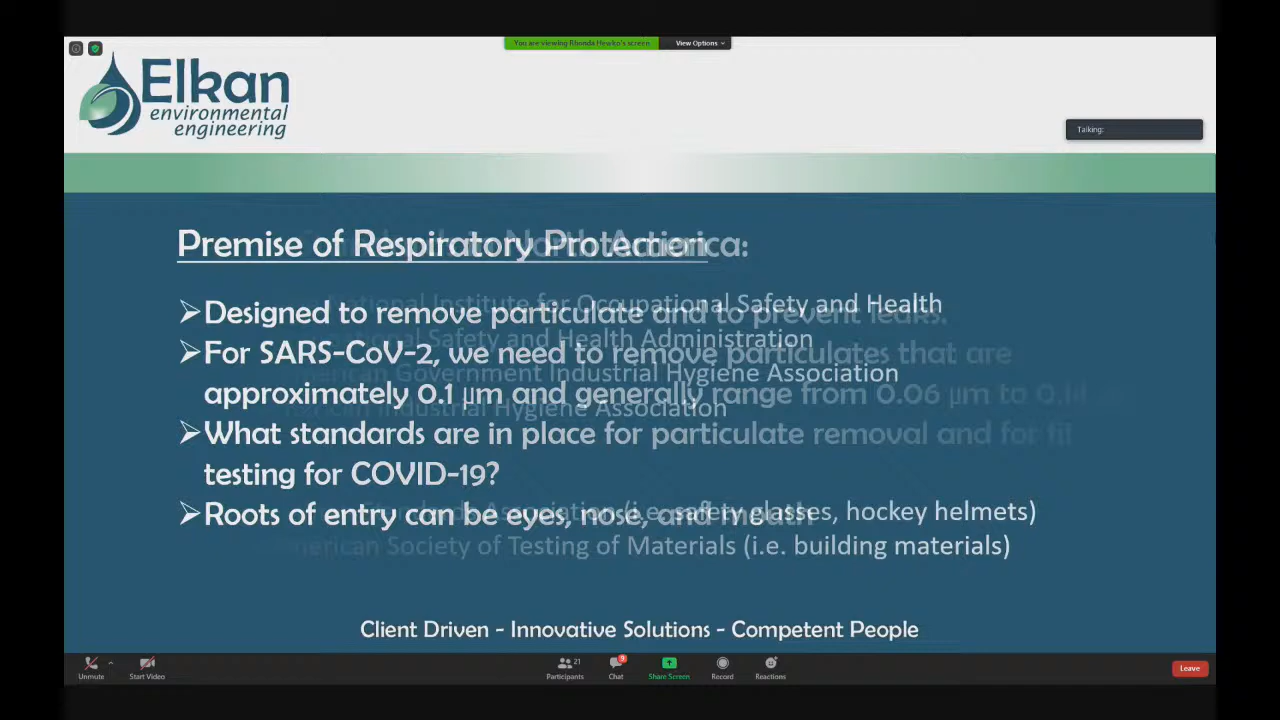 You are viewing Rhonda Hewko's screen
View Options
Elkan
environmental
engineering
Talking:
Premise of Respiratory Protection
North America:
➢Designed to remove particulate and to prevent leaks.
National Institute for Occupational Safety and Health
Safety and Health Administration
➢For SARS-CoV-2, we need to remove particulates that are
Government Industrial Hygiene Association
approximately 0.1 µm and generally range from 0.06 µm to
Industrial Hygiene Association
➢What standards are in place for particulate removal and for fit
testing for COVID-19?
➢Roots of entry can be eyes, nose, and mouth
Standards Association (i.e. safety glasses, hockey helmets)
American Society of Testing of Materials (i.e. building materials)
Client Driven - Innovative Solutions - Competent People
Unmute
Start Video
21
Participants
9
Chat
Share Screen
Record
Reactions
Leave